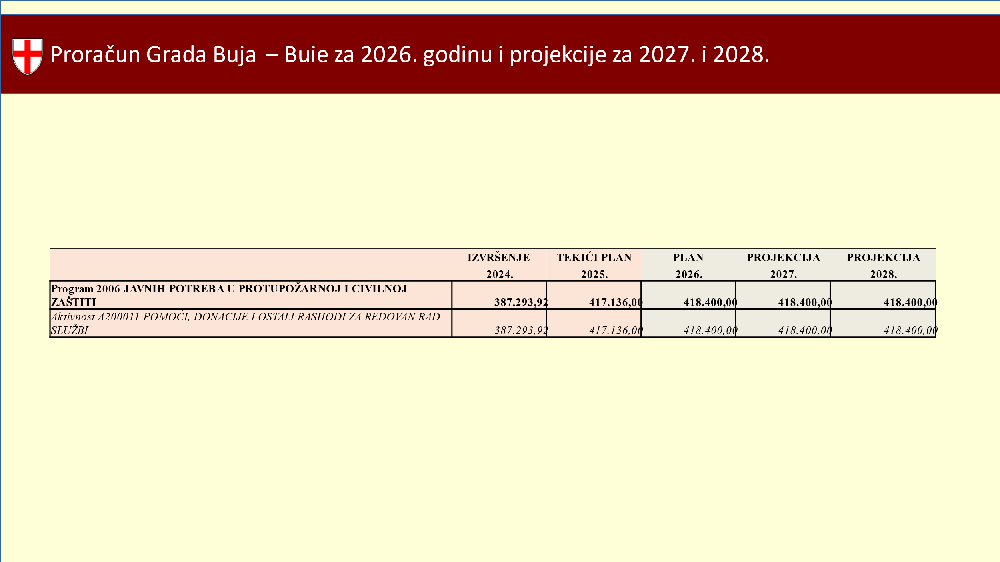 Proračun Grada Buja – Buie za 2026. godinu i projekcije za 2027. i 2028.
IZVRŠENJE TEKIĆI PLAN PLAN PROJEKCIJA PROJEKCIJA
2024. 2025. 2026. 2027. 2028.
Program 2006 JAVNIH POTREBA U PROTUPOŽARNOJ I CIVILNOJ
ZAŠTITI 387.293,92 417.136,00 418.400,00 418.400,00 418.400,00
Aktivnost A200011 POMOĆI, DONACIJE I OSTALI RASHODI ZA REDOVAN RAD
SLUŽBI 387.293,92 417.136,00 418.400,00 418.400,00 418.400,00